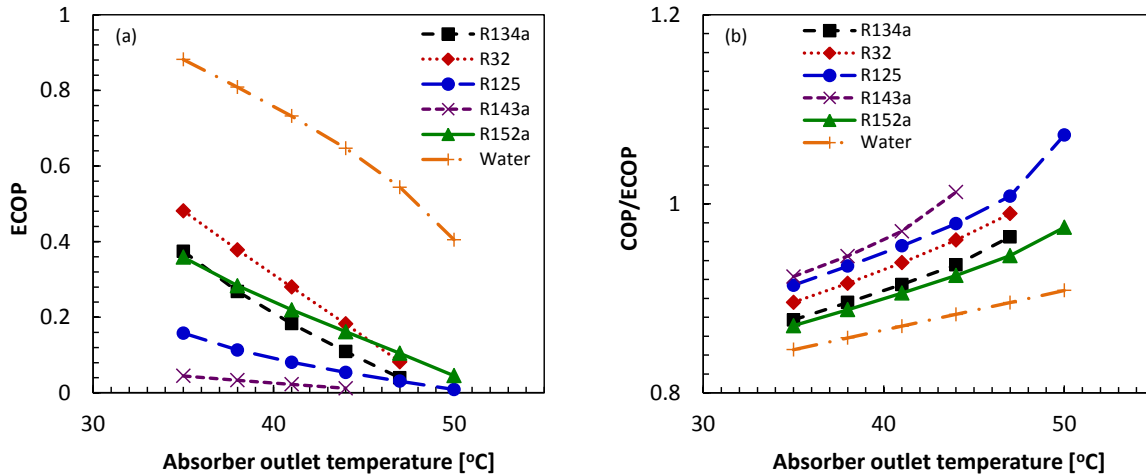 (a)
R134a
R32
R125
R143a
R152a
Water
1
0.8
0.6
0.4
0.2
0
30
40
50
ECOP
Absorber outlet temperature [oC]
(b)
R134a
R32
R125
R143a
R152a
Water
1.2
1
0.8
30
40
50
COP/ECOP
Absorber outlet temperature [oC]